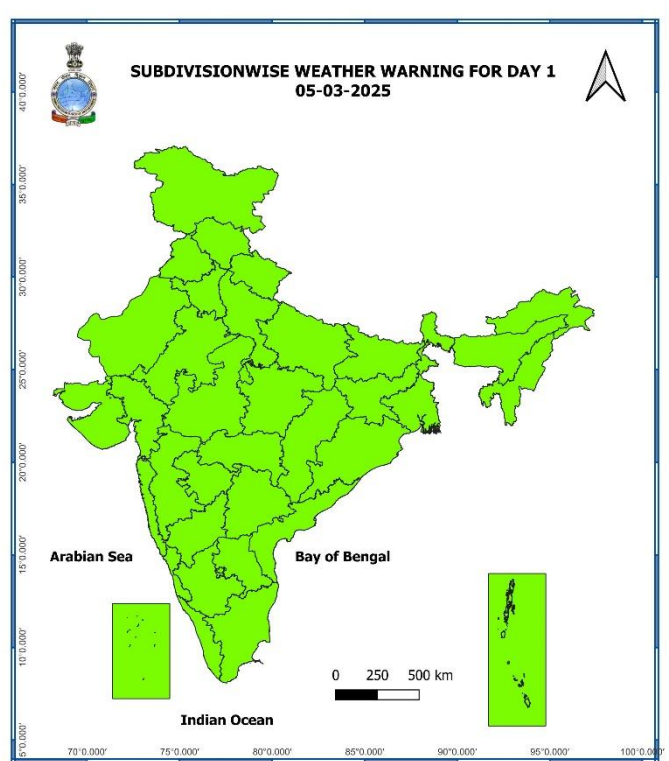 SUBDIVISIONWISE WEATHER WARNING FOR DAY 1
05-03-2025
40°0.000'
35°0.000'
30°0.000'
25°0.000'
20°0.000'
15°0.000'
10°0.000'
5°0.000'
Arabian Sea
Bay of Bengal
0 250 500 km
Indian Ocean
70°0.000' 75°0.000' 80°0.000' 85°0.000' 90°0.000' 95°0.000' 100°0.000'